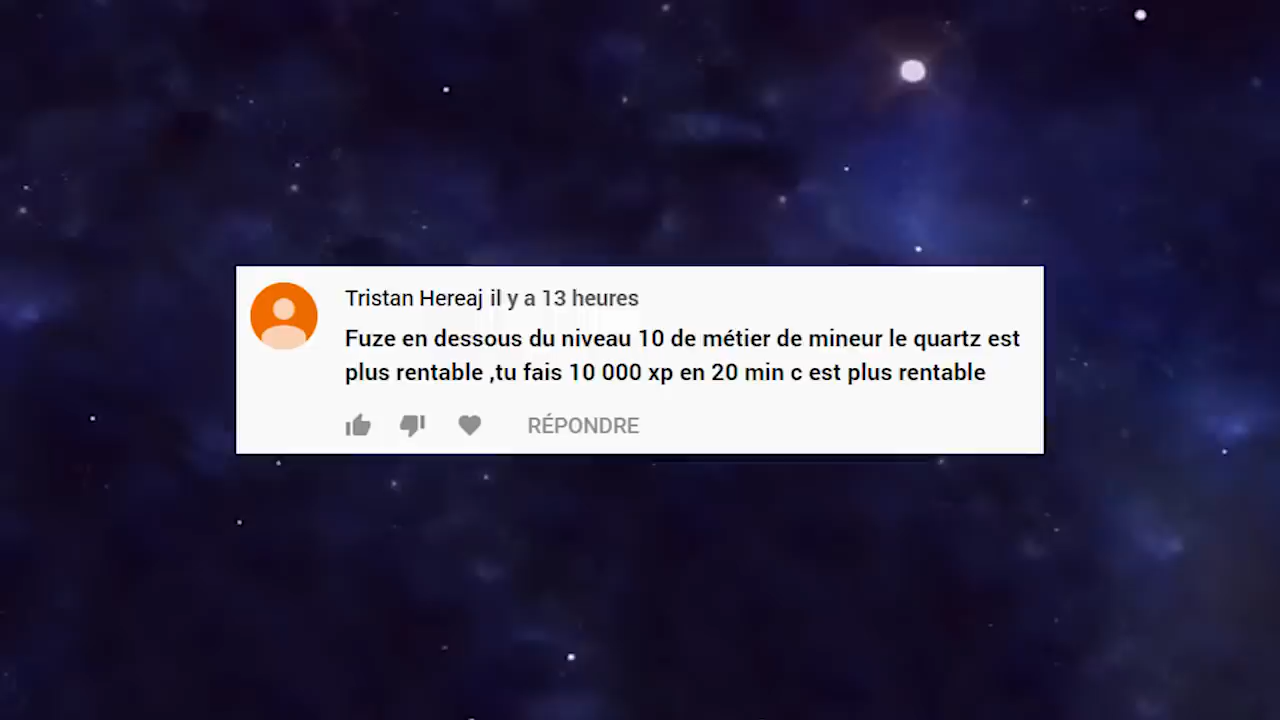 Tristan Hereaj il y a 13 heures
Fuze en dessous du niveau 10 de métier de mineur le quartz est
plus rentable ,tu fais 10 000 xp en 20 min c est plus rentable
RÉPONDRE